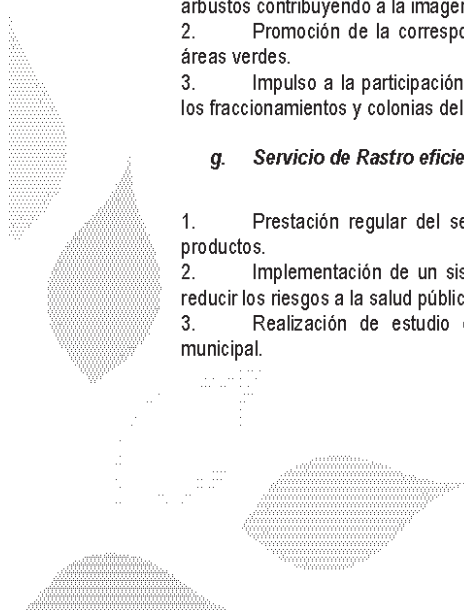 arbustos contribuyendo a la imagen
2. Promoción de la correspo
áreas verdes.
3. Impulso a la participación
los fraccionamientos y colonias del
g. Servicio de Rastro eficie
1. Prestación regular del se
productos.
2. Implementación de un sis
reducir los riesgos a la salud públic
3. Realización de estudio
municipal.